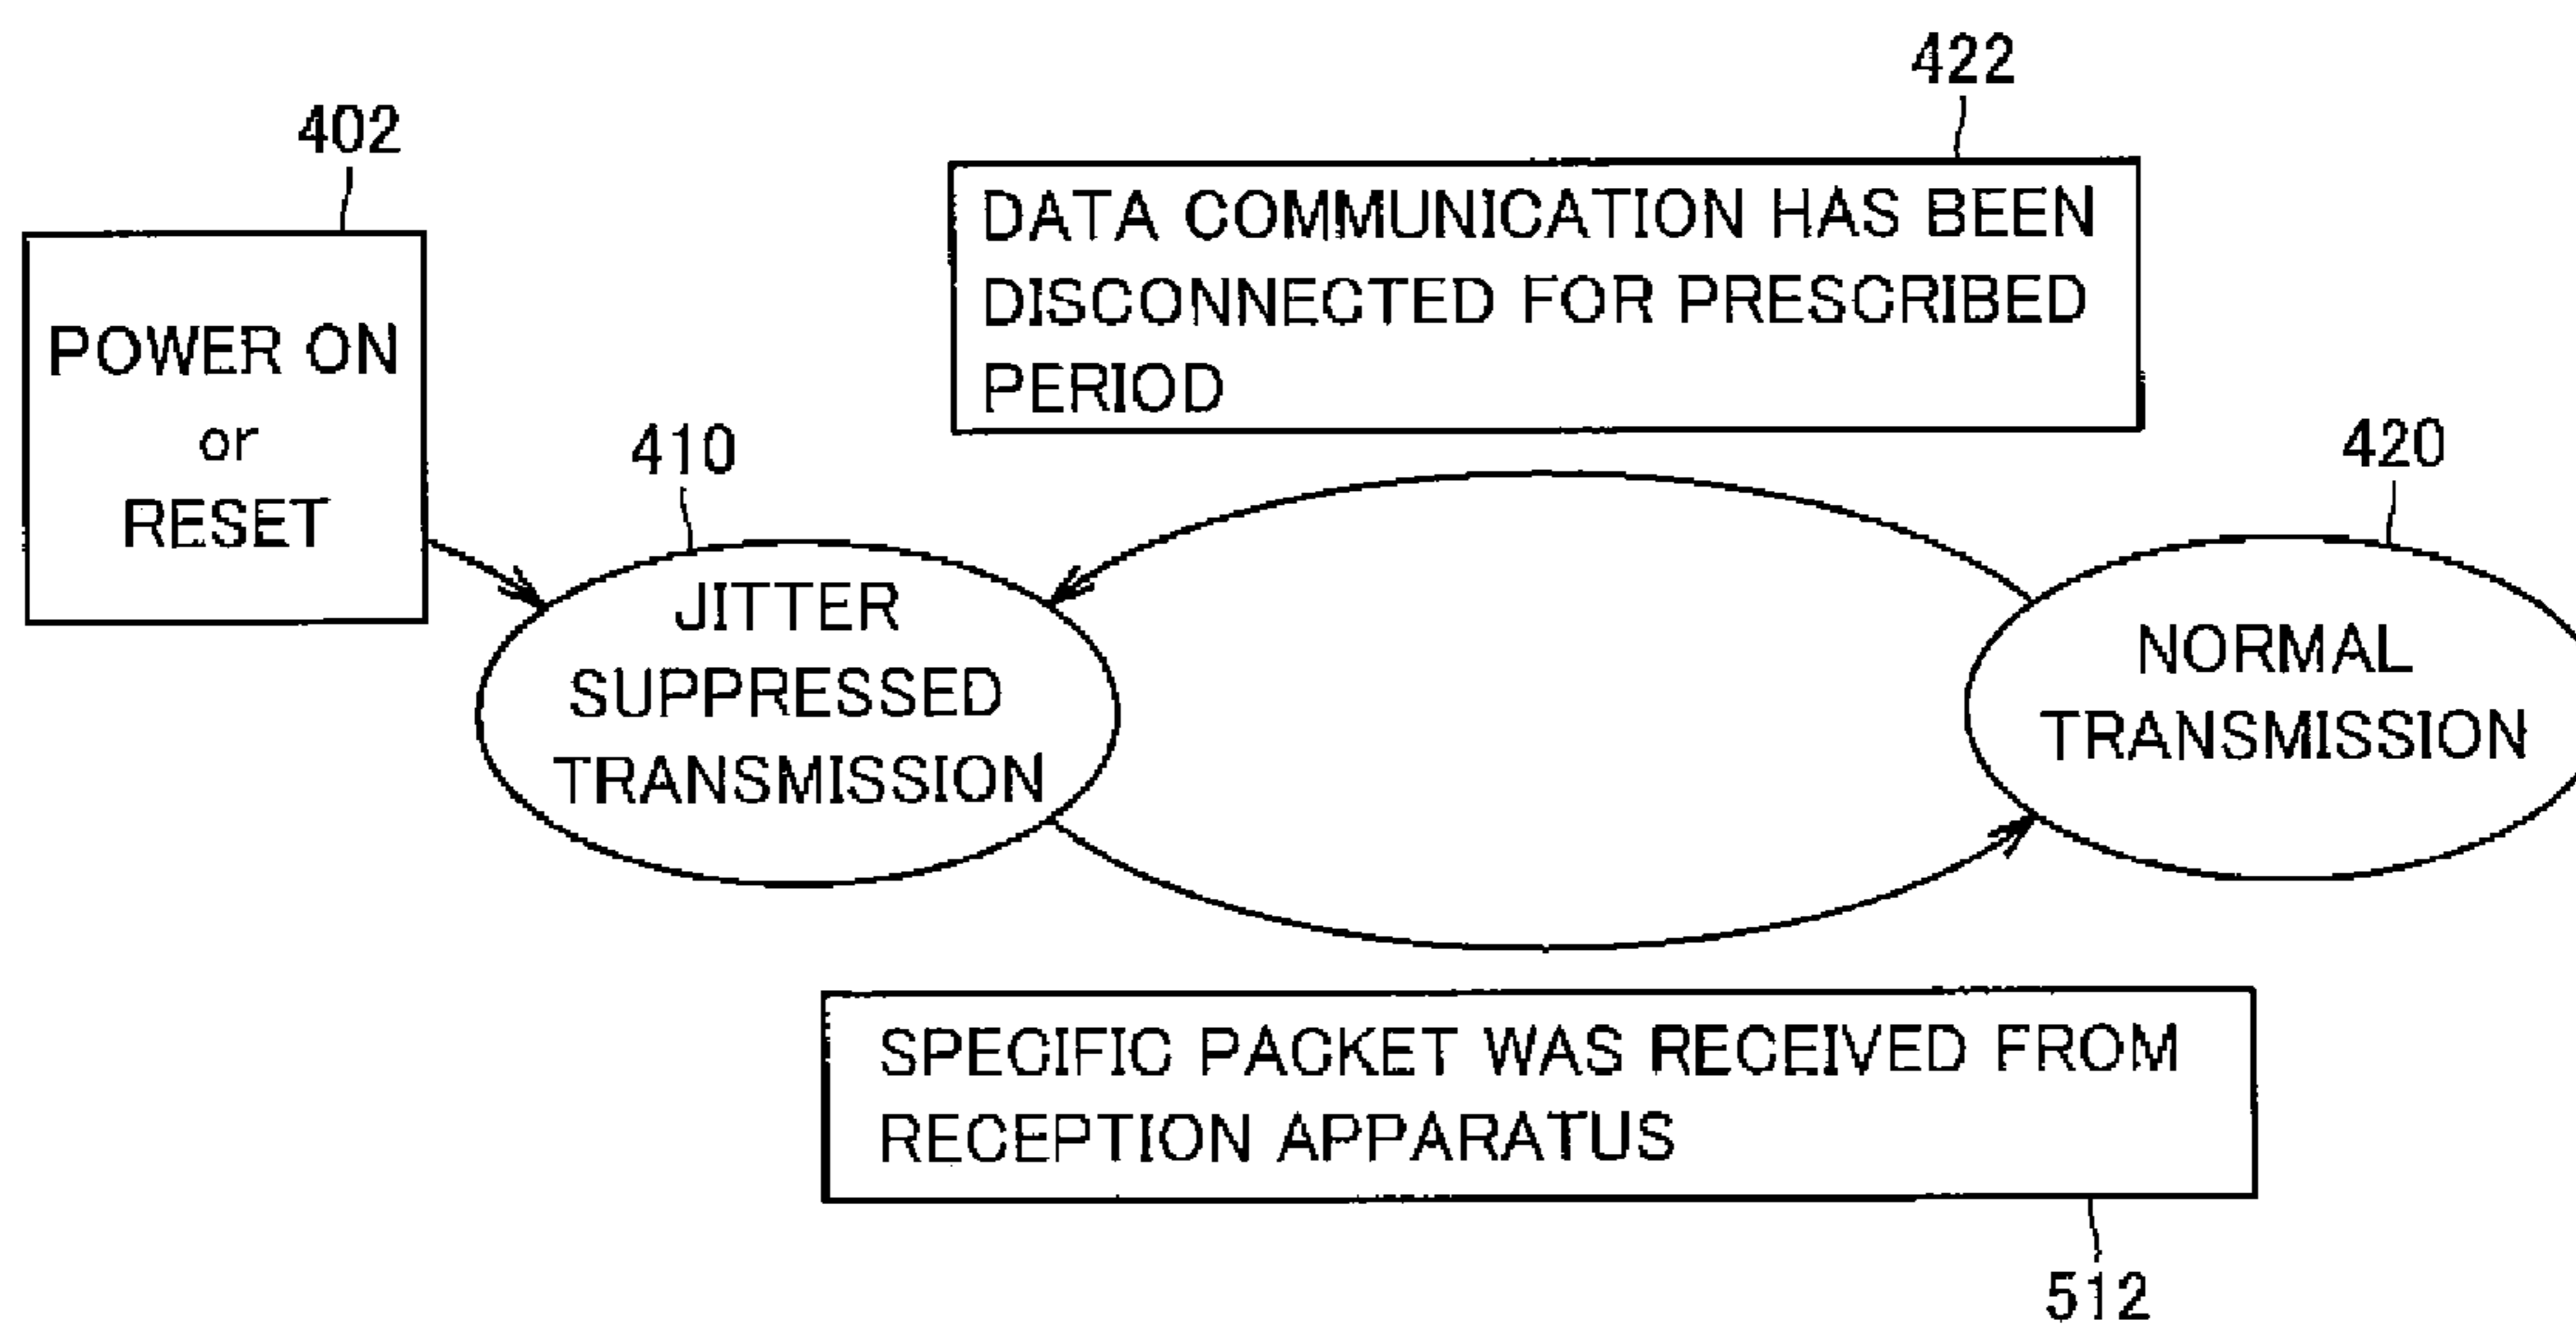 402
POWER ON
or
RESET
422
DATA COMMUNICATION HAS BEEN
DISCONNECTED FOR PRESCRIBED
PERIOD
410
JITTER
SUPPRESSED
TRANSMISSION
420
NORMAL
TRANSMISSION
SPECIFIC PACKET WAS RECEIVED FROM
RECEPTION APPARATUS
512